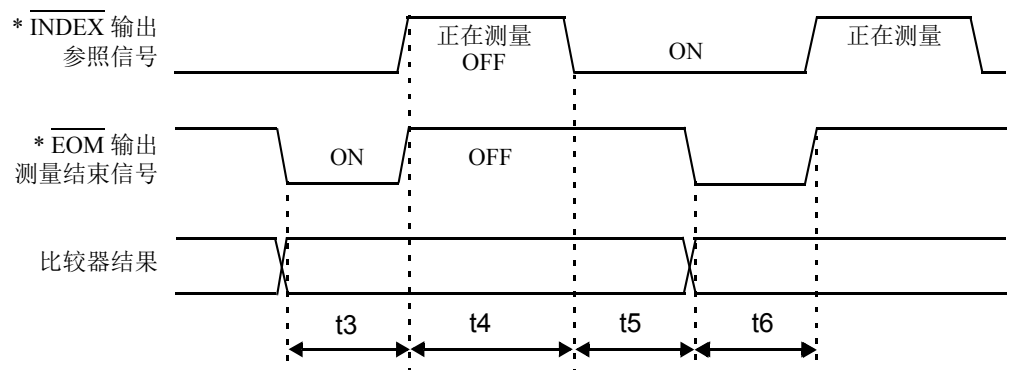 * INDEX 输出
参照信号
正在测量
OFF
ON
正在测量
* EOM 输出
测量结束信号
ON
OFF
比较器结果
t3
t4
t5
t6